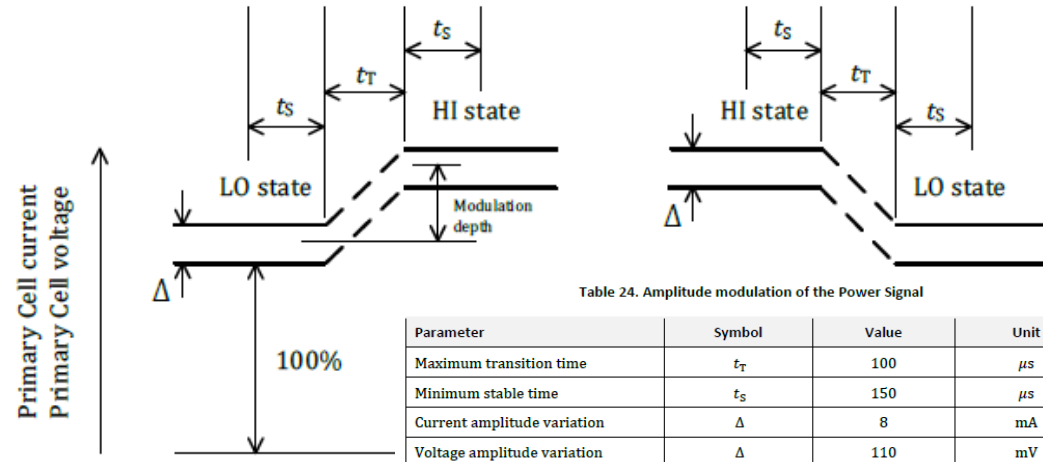 tS
tS
tT
tT
HI state
HI state
tS
tS
LO state
LO state
Modulation
depth
Δ
Δ
Primary Cell current
Primary Cell voltage
100%
Table 24. Amplitude modulation of the Power Signal
Parameter Symbol Value Unit
Maximum transition time tT 100 μs
Minimum stable time tS 150 μs
Current amplitude variation Δ 8 mA
Voltage amplitude variation Δ 110 mV